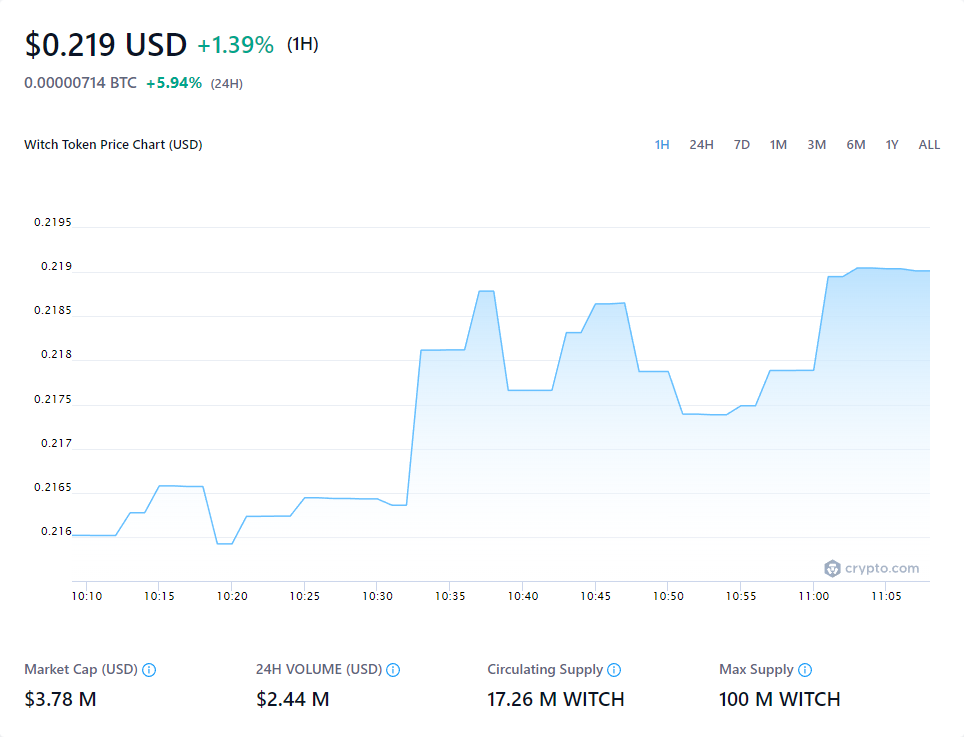 $0.219 USD +1.39% (1H)
0.00000714 BTC +5.94% (24H)
Witch Token Price Chart (USD) 1H 24H 7D 1M 3M 6M 1Y ALL
0.2195
0.219
0.2185
0.218
0.2175
0.217
0.2165
0.216
crypto.com
10:10 10:15 10:20 10:25 10:30 10:35 10:40 10:45 10:50 10:55 11:00 11:05
Market Cap (USD) 24H VOLUME (USD) Circulating Supply Max Supply
$3.78 M $2.44 M 17.26 M WITCH 100 M WITCH